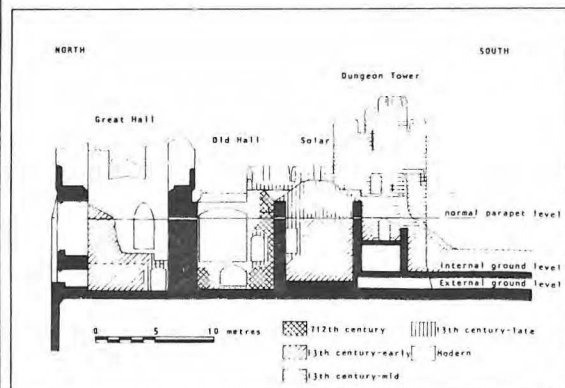 NORTH
SOUTH
Dungeon Tower
Great Hall
Old Hall
Solar
normal parapet level
Internal ground level
External ground level
0 5 10 metres
?12th century
13th century-late
13th century-early
Modern
13th century-mid